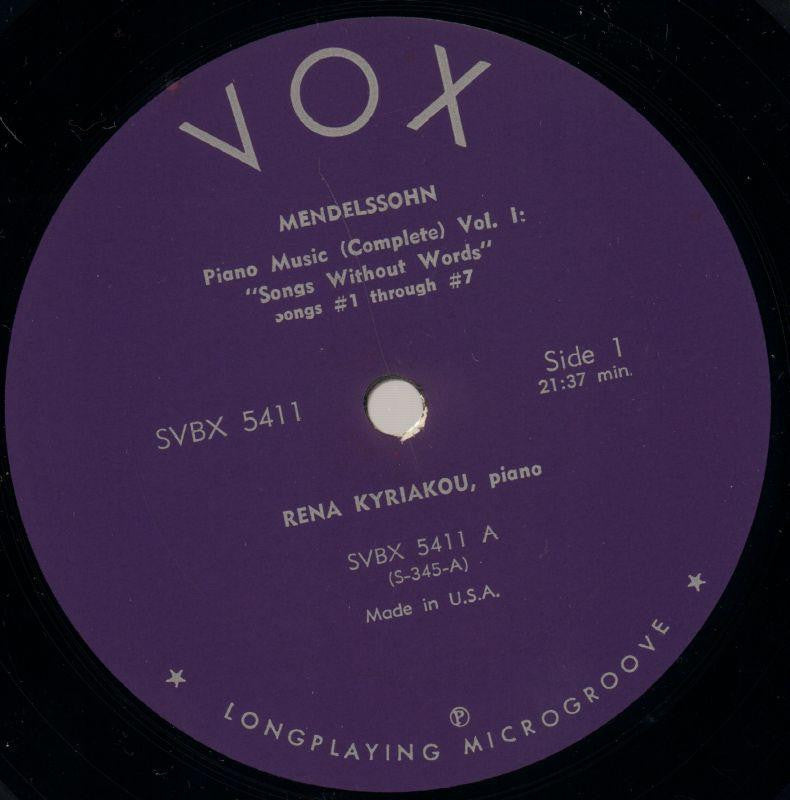 VOX
MENDELSSOHN
Piano Music (Complete) Vol. I:
"Songs Without Words"
Songs #1 through #7
Side 1
21:37 min.
SVBX 5411
RENA KYRIAKOU, piano
SVBX 5411 A
(S-345-A)
Made in U.S.A.
℗
★ LONGPLAYING MICROGROOVE ★